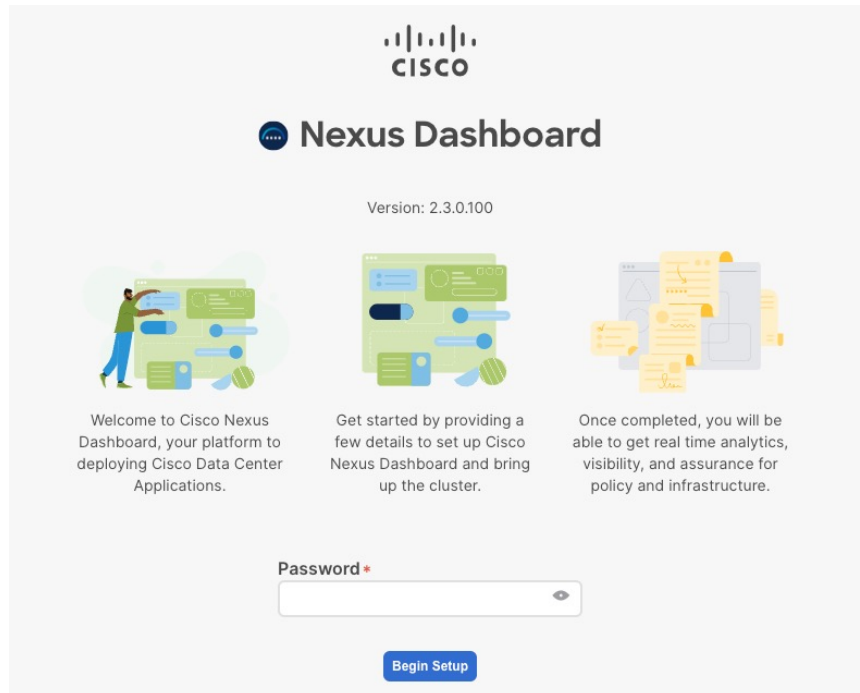 CISCO
Nexus Dashboard
Version: 2.3.0.100
Welcome to Cisco Nexus
Dashboard, your platform to
deploying Cisco Data Center
Applications.
Get started by providing a
few details to set up Cisco
Nexus Dashboard and bring
up the cluster.
Once completed, you will be
able to get real time analytics,
visibility, and assurance for
policy and infrastructure.
Password *
Begin Setup